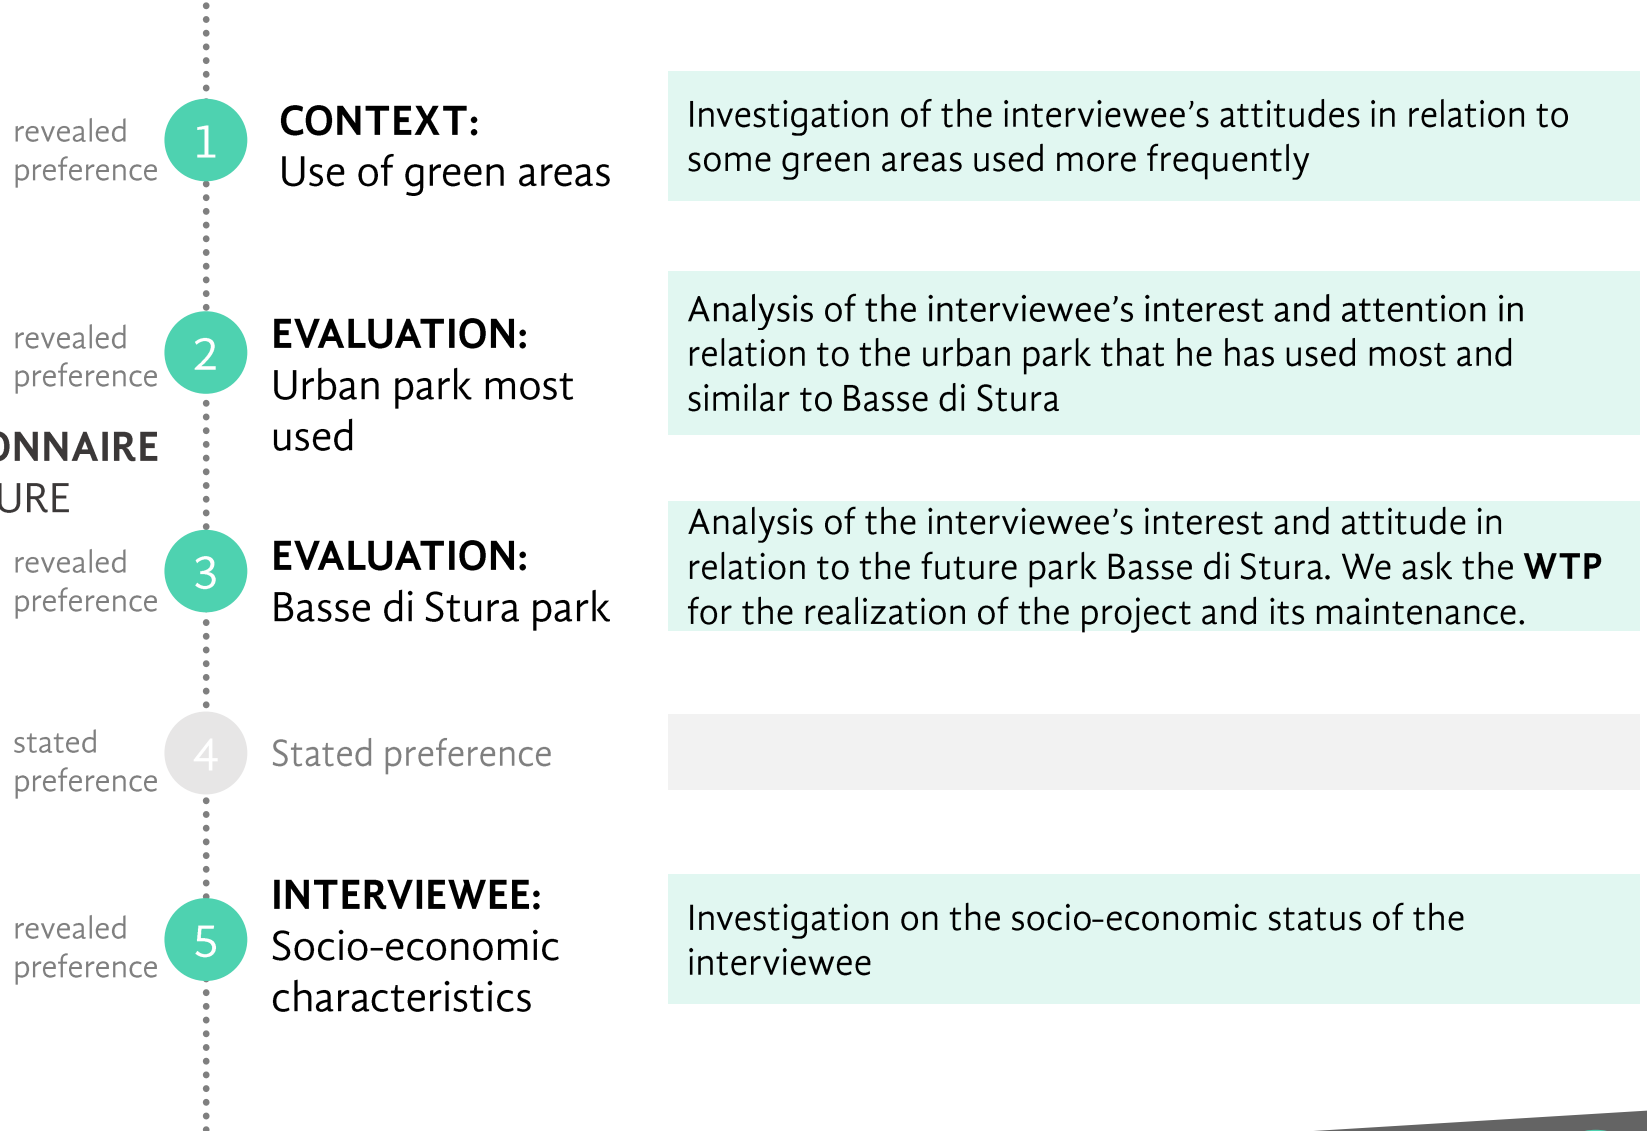 revealed
preference
1
CONTEXT:
Use of green areas
Investigation of the interviewee’s attitudes in relation to
some green areas used more frequently
revealed
preference
2
EVALUATION:
Urban park most
used
Analysis of the interviewee’s interest and attention in
relation to the urban park that he has used most and
similar to Basse di Stura
ONNAIRE
URE
revealed
preference
3
EVALUATION:
Basse di Stura park
Analysis of the interviewee’s interest and attitude in
relation to the future park Basse di Stura. We ask the WTP
for the realization of the project and its maintenance.
stated
preference
4
Stated preference
revealed
preference
5
INTERVIEWEE:
Socio-economic
characteristics
Investigation on the socio-economic status of the
interviewee